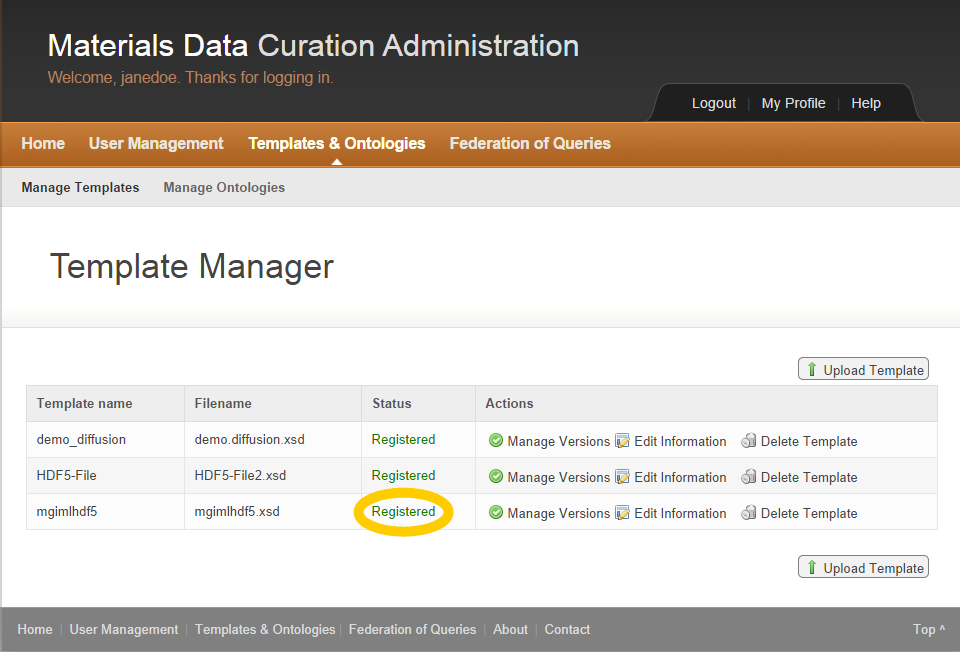 Materials Data Curation Administration
Welcome, janedoe. Thanks for logging in.
Logout | My Profile | Help
Home User Management Templates & Ontologies Federation of Queries
Manage Templates Manage Ontologies
Template Manager
Upload Template
Template name Filename Status Actions
demo_diffusion demo.diffusion.xsd Registered Manage Versions Edit Information Delete Template
HDF5-File HDF5-File2.xsd Registered Manage Versions Edit Information Delete Template
mgimlhdf5 mgimlhdf5.xsd Registered Manage Versions Edit Information Delete Template
Upload Template
Home | User Management | Templates & Ontologies | Federation of Queries | About | Contact Top ^